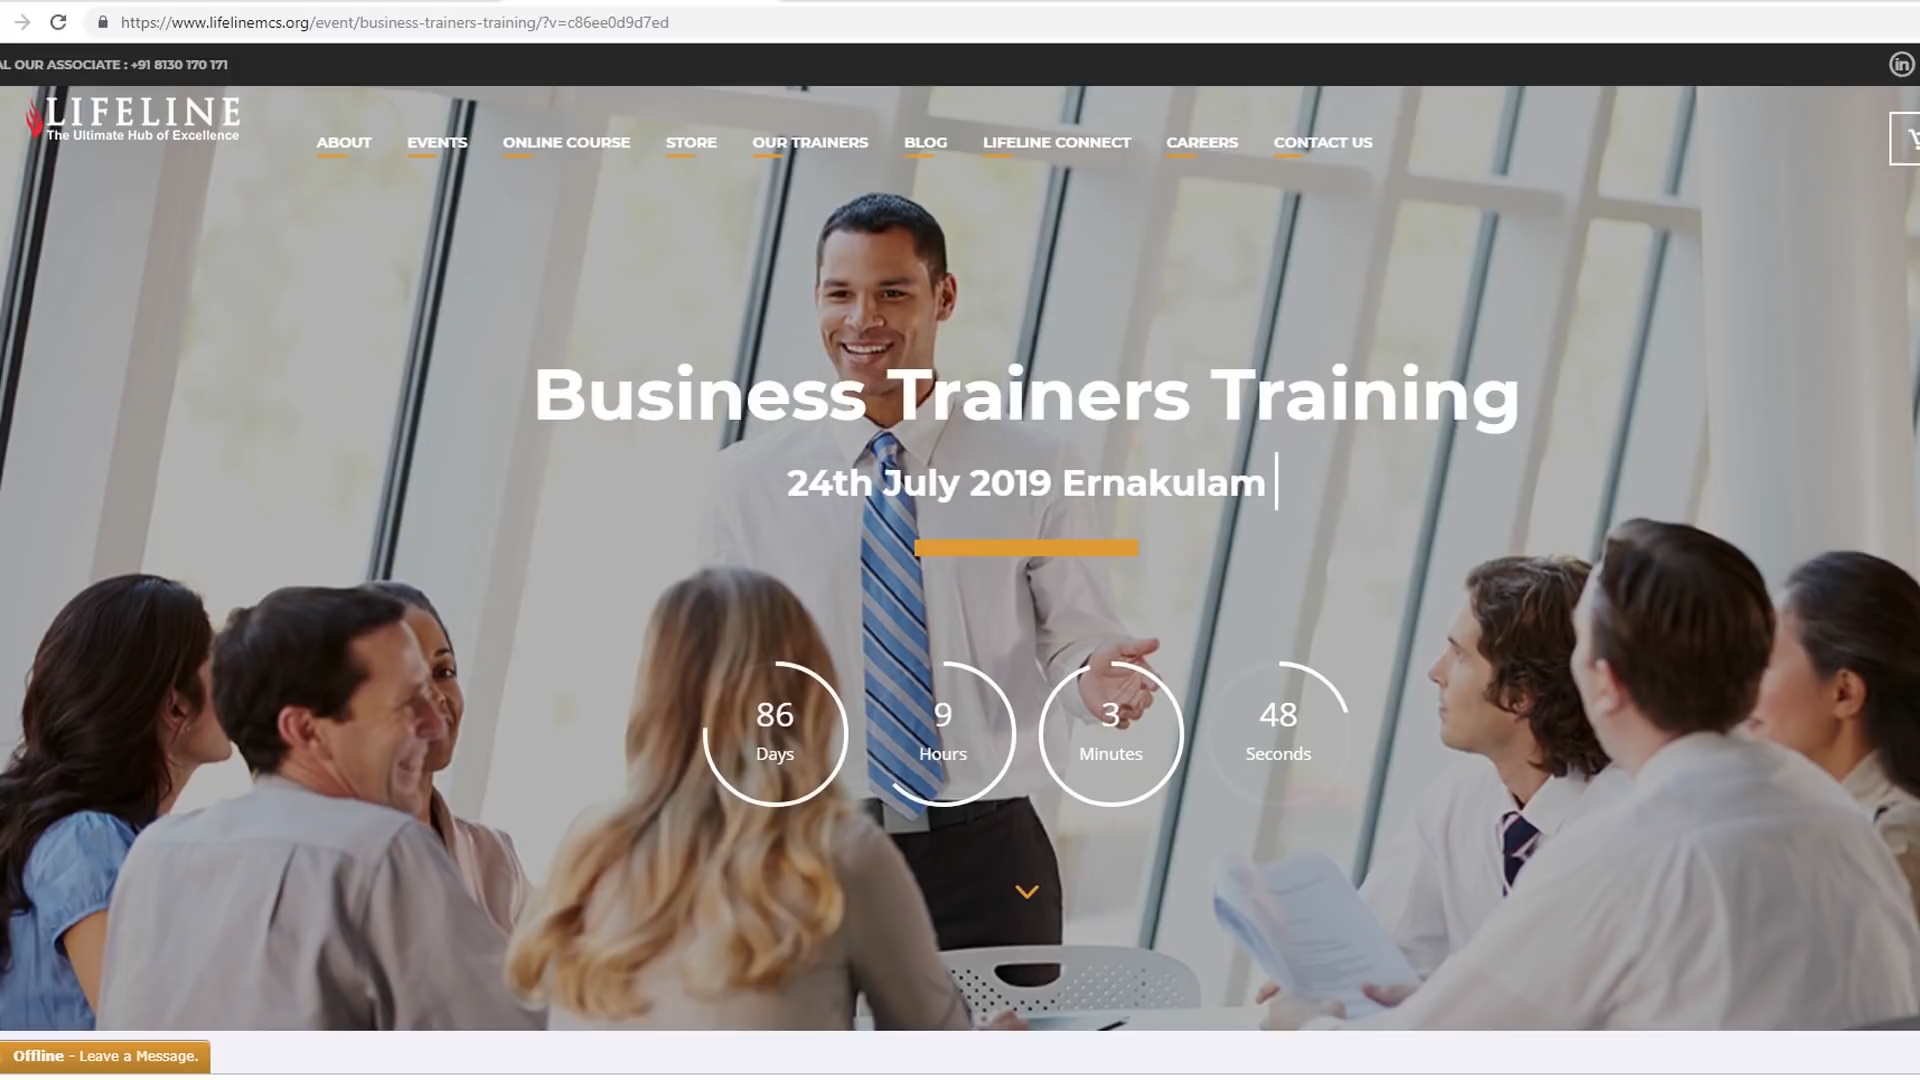 https://www.lifelinemcs.org/event/business-trainers-training/?v=c86ee0d9d7ed
OUR ASSOCIATE : +91 8130 170 171
in
LIFELINE
The Ultimate Hub of Excellence
ABOUT EVENTS ONLINE COURSE STORE OUR TRAINERS BLOG LIFELINE CONNECT CAREERS CONTACT US
Business Trainers Training
24th July 2019 Ernakulam
86 9 3 48
Days Hours Minutes Seconds
Offline - Leave a Message.